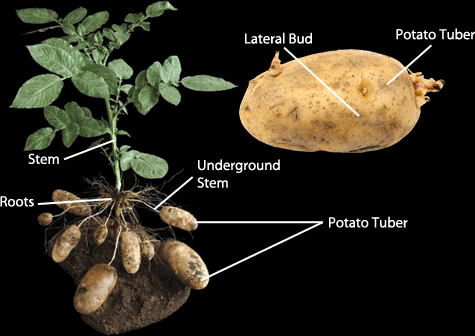 Lateral Bud
Potato Tuber
Stem
Underground
Stem
Roots
Potato Tuber